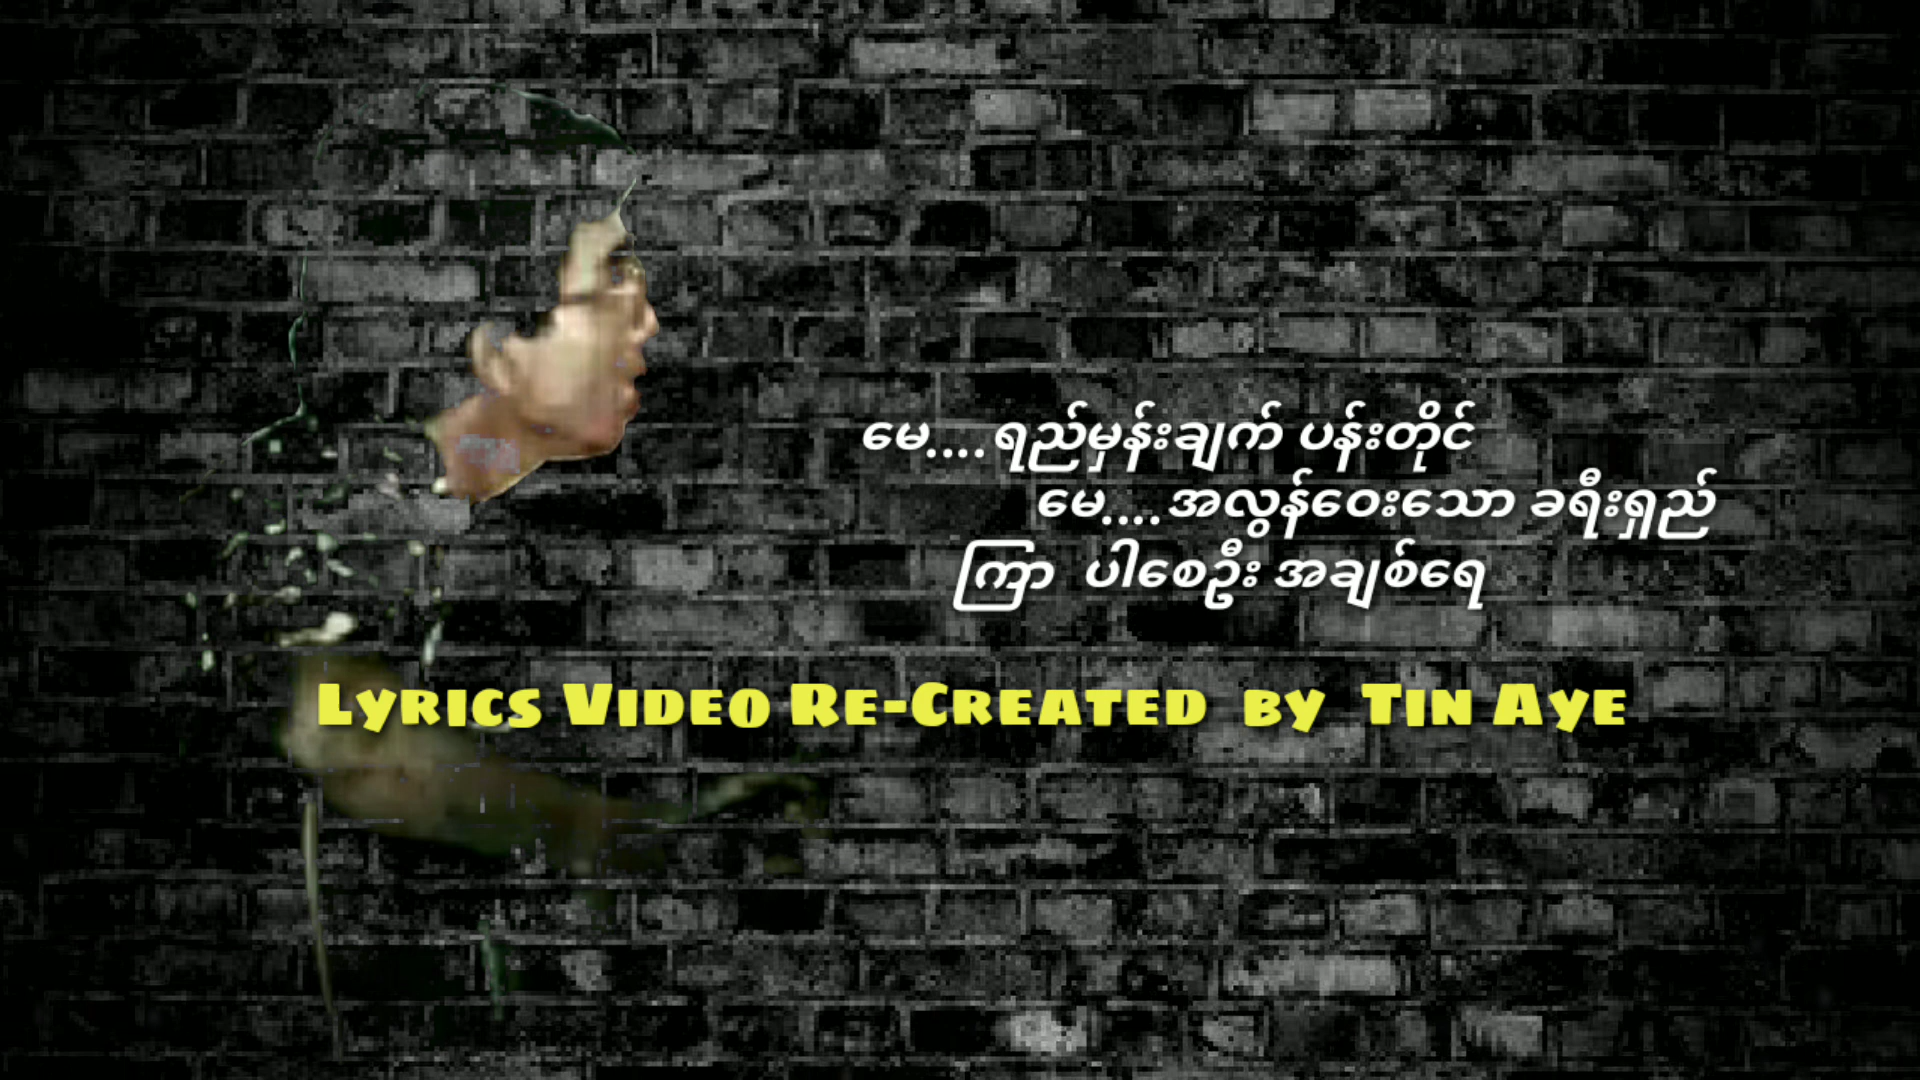 မေ....ရည်မှန်းချက် ပန်းတိုင်
မေ....အလွန်ဝေးသော ခရီးရှည်
ကြာ ပါစေဦး အချစ်ရေ
Lyrics Video Re-Created by Tin Aye